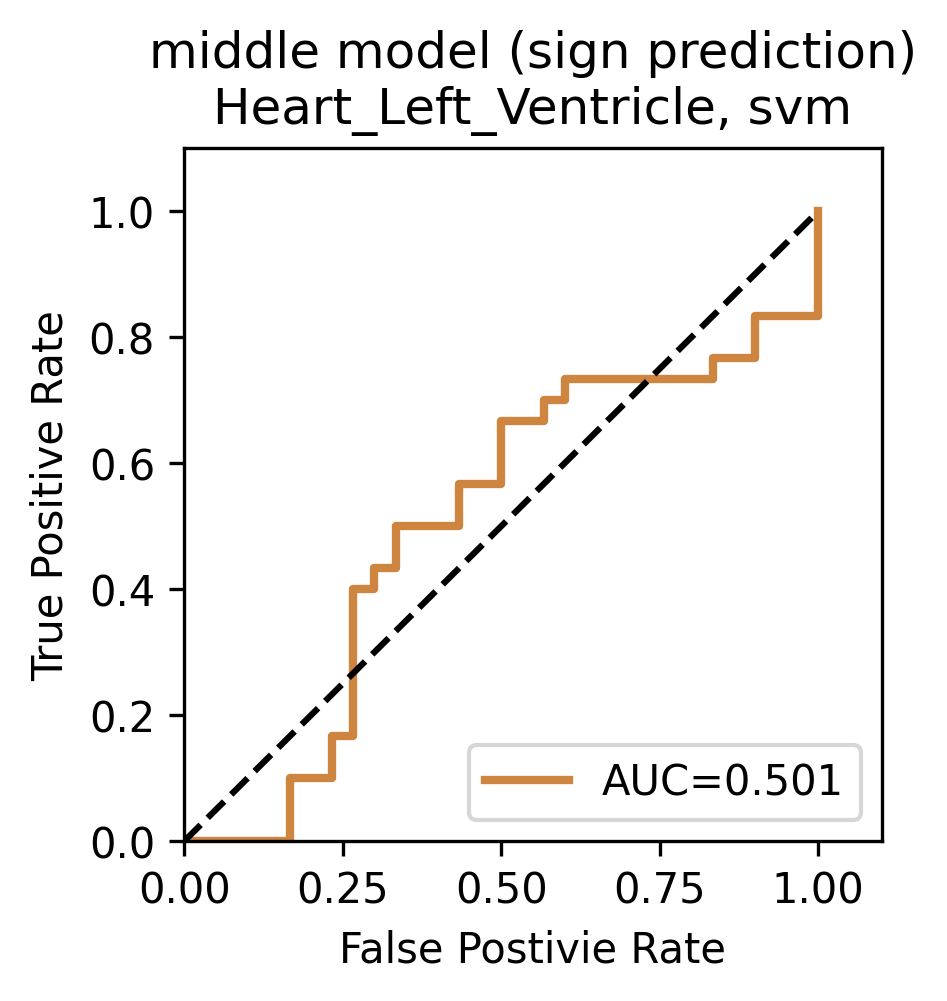 middle model (sign prediction)
Heart_Left_Ventricle, svm
True Positive Rate
1.0
0.8
0.6
0.4
0.2
0.0
AUC=0.501
0.00 0.25 0.50 0.75 1.00
False Postivie Rate